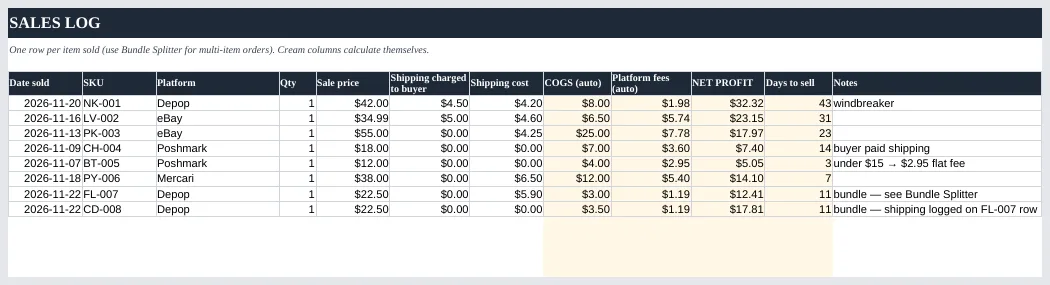 SALES LOG
One row per item sold (use Bundle Splitter for multi-item orders). Cream columns calculate themselves.
Date sold SKU Platform Qty Sale price Shipping charged to buyer Shipping cost COGS (auto) Platform fees (auto) NET PROFIT Days to sell Notes
2026-11-20 NK-001 Depop 1 $42.00 $4.50 $4.20 $8.00 $1.98 $32.32 43 windbreaker
2026-11-16 LV-002 eBay 1 $34.99 $5.00 $4.60 $6.50 $5.74 $23.15 31
2026-11-13 PK-003 eBay 1 $55.00 $0.00 $4.25 $25.00 $7.78 $17.97 23
2026-11-09 CH-004 Poshmark 1 $18.00 $0.00 $0.00 $7.00 $3.60 $7.40 14 buyer paid shipping
2026-11-07 BT-005 Poshmark 1 $12.00 $0.00 $0.00 $4.00 $2.95 $5.05 3 under $15 → $2.95 flat fee
2026-11-18 PY-006 Mercari 1 $38.00 $0.00 $6.50 $12.00 $5.40 $14.10 7
2026-11-22 FL-007 Depop 1 $22.50 $0.00 $5.90 $3.00 $1.19 $12.41 11 bundle — see Bundle Splitter
2026-11-22 CD-008 Depop 1 $22.50 $0.00 $0.00 $3.50 $1.19 $17.81 11 bundle — shipping logged on FL-007 row